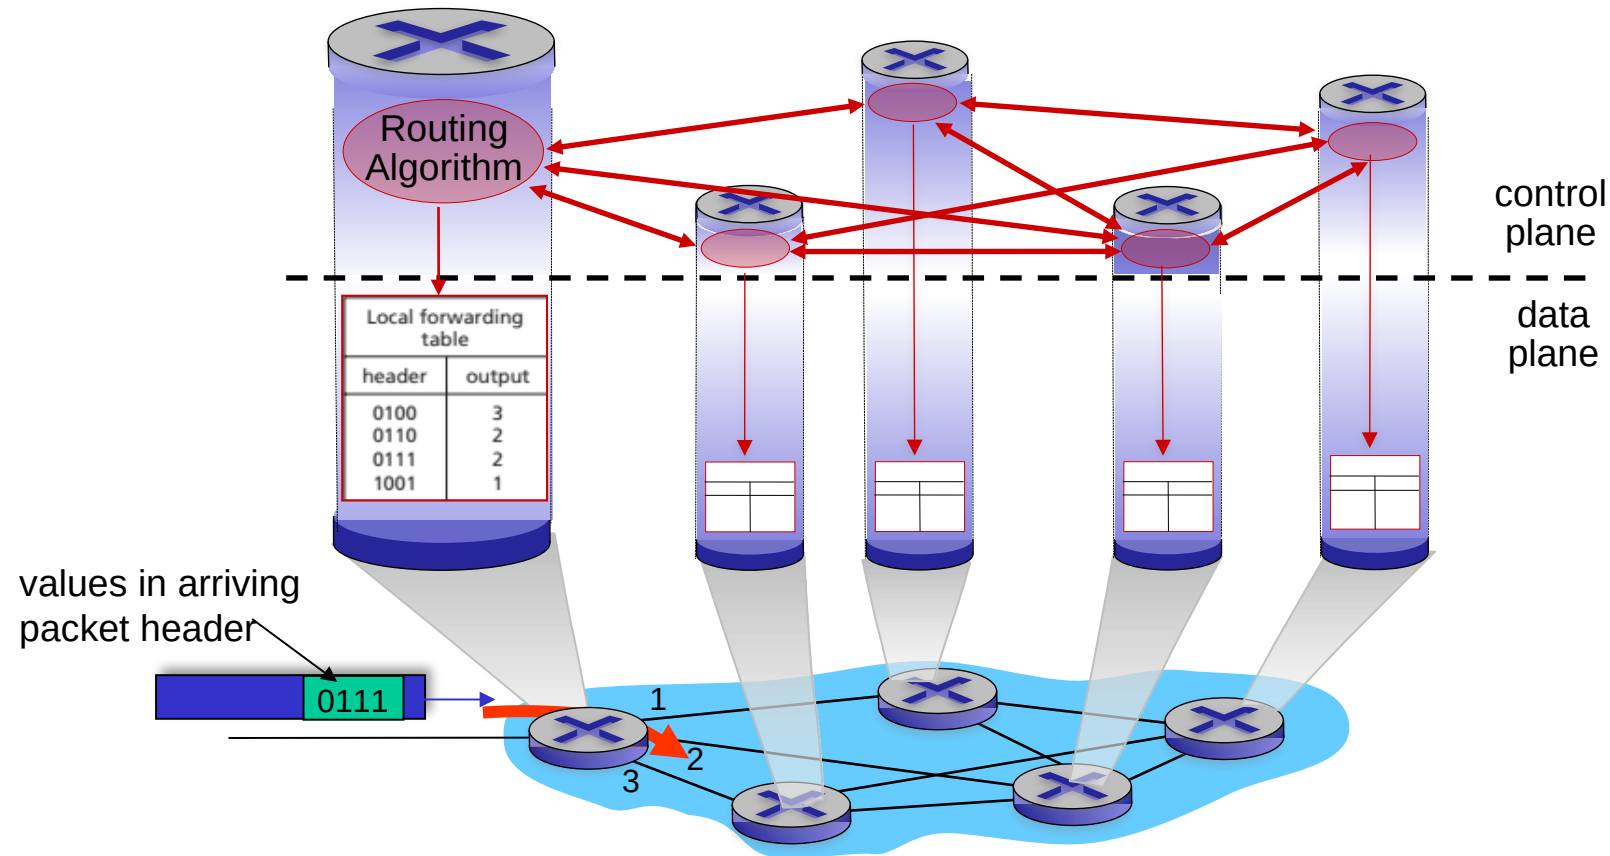 Routing
Algorithm
control
plane
data
plane
Local forwarding
table
header output
0100 3
0110 2
0111 2
1001 1
values in arriving
packet header
0111
1
2
3